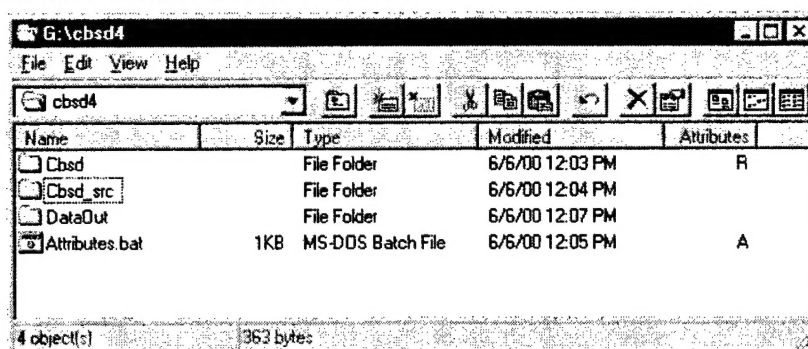 G:\cbsd4
File Edit View Help
cbsd4
Name Size Type Modified Attributes
Cbsd File Folder 6/6/00 12:03 PM R
Cbsd_src File Folder 6/6/00 12:04 PM
DataOut File Folder 6/6/00 12:07 PM
Attributes.bat 1KB MS-DOS Batch File 6/6/00 12:05 PM A
4 object(s) 363 bytes